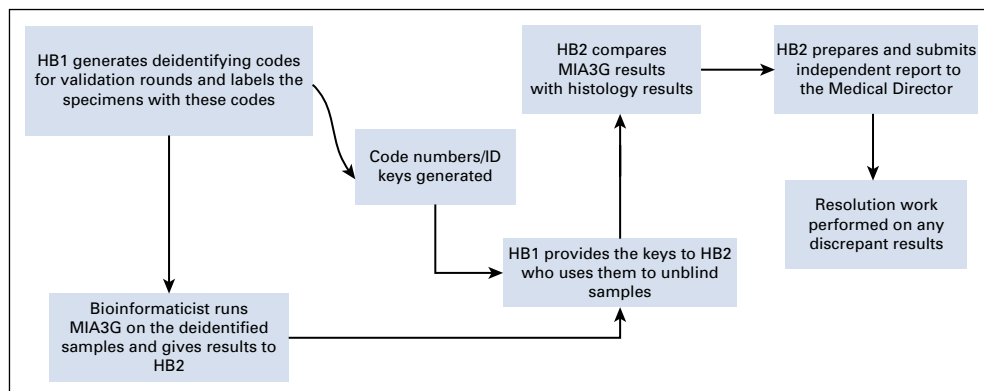 HB1 generates deidentifying codes
for validation rounds and labels the
specimens with these codes
Code numbers/ID
keys generated
Bioinformaticist runs
MIA3G on the deidentified
samples and gives results to
HB2
HB1 provides the keys to HB2
who uses them to unblind
samples
HB2 compares
MIA3G results
with histology results
HB2 prepares and submits
independent report to
the Medical Director
Resolution work
performed on any
discrepant results